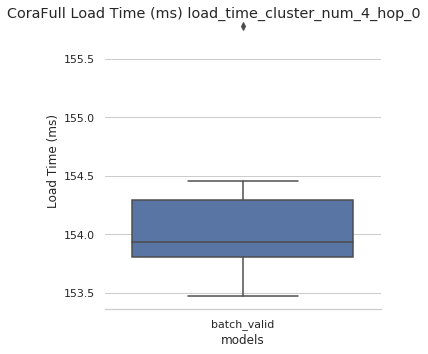 CoraFull Load Time (ms) load_time_cluster_num_4_hop_0
155.5
155.0
154.5
154.0
153.5
Load Time (ms)
batch_valid
models